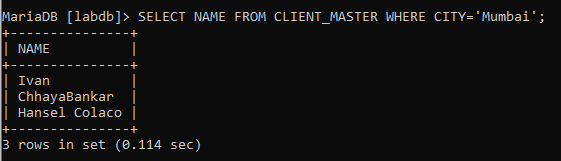 MariaDB [labdb]> SELECT NAME FROM CLIENT_MASTER WHERE CITY='Mumbai';
+---------------+
| NAME          |
+---------------+
| Ivan          |
| ChhayaBankar  |
| Hansel Colaco |
+---------------+
3 rows in set (0.114 sec)